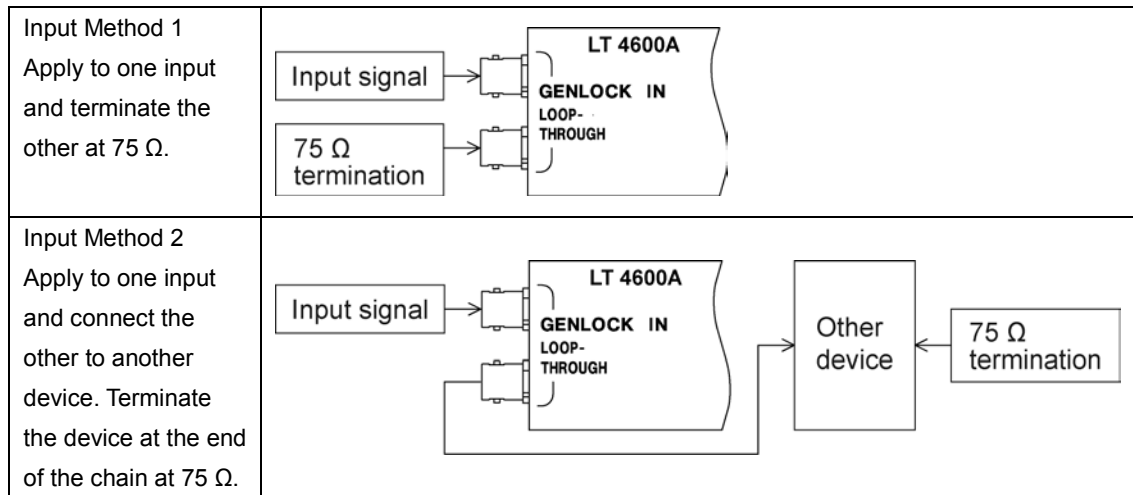 Input Method 1
Apply to one input
and terminate the
other at 75 Ω.
LT 4600A
Input signal
GENLOCK IN
LOOP-
THROUGH
75 Ω
termination
Input Method 2
Apply to one input
and connect the
other to another
device. Terminate
the device at the end
of the chain at 75 Ω.
LT 4600A
Input signal
GENLOCK IN
LOOP-
THROUGH
Other
device
75 Ω
termination